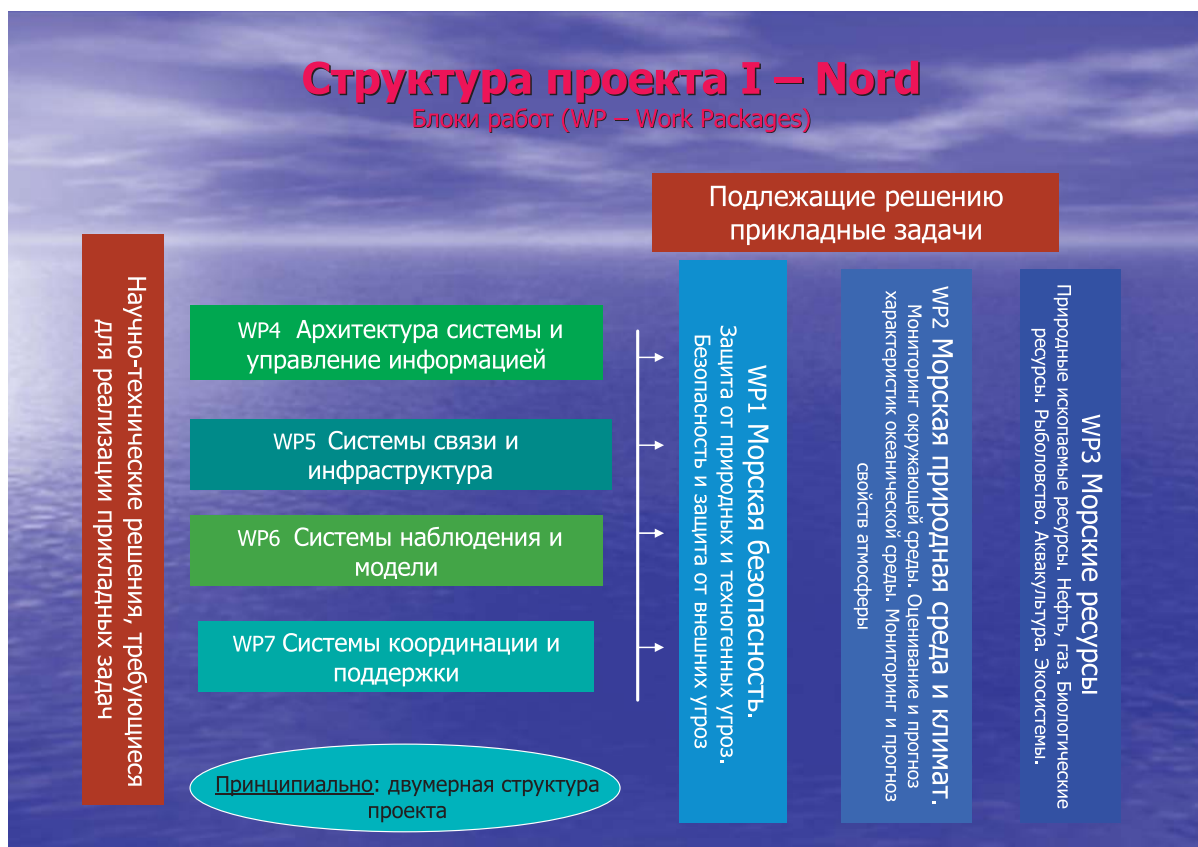 Структура проекта I – Nord
Блоки работ (WP – Work Packages)
Подлежащие решению
прикладные задачи
Научно-технические решения, требующиеся
для реализации прикладных задач
WP4 Архитектура системы и
управление информацией
WP5 Системы связи и
инфраструктура
WP6 Системы наблюдения и
модели
WP7 Системы координации и
поддержки
WP1 Морская безопасность.
Защита от природных и техногенных угроз.
Безопасность и защита от внешних угроз
WP2 Морская природная среда и климат.
Мониторинг окружающей среды. Оценивание и прогноз
характеристик океанической среды. Мониторинг и прогноз
свойств атмосферы
WP3 Морские ресурсы
Природные ископаемые ресурсы. Нефть, газ. Биологические
ресурсы. Рыболовство. Аквакультура. Экосистемы.
Принципиально: двумерная структура
проекта